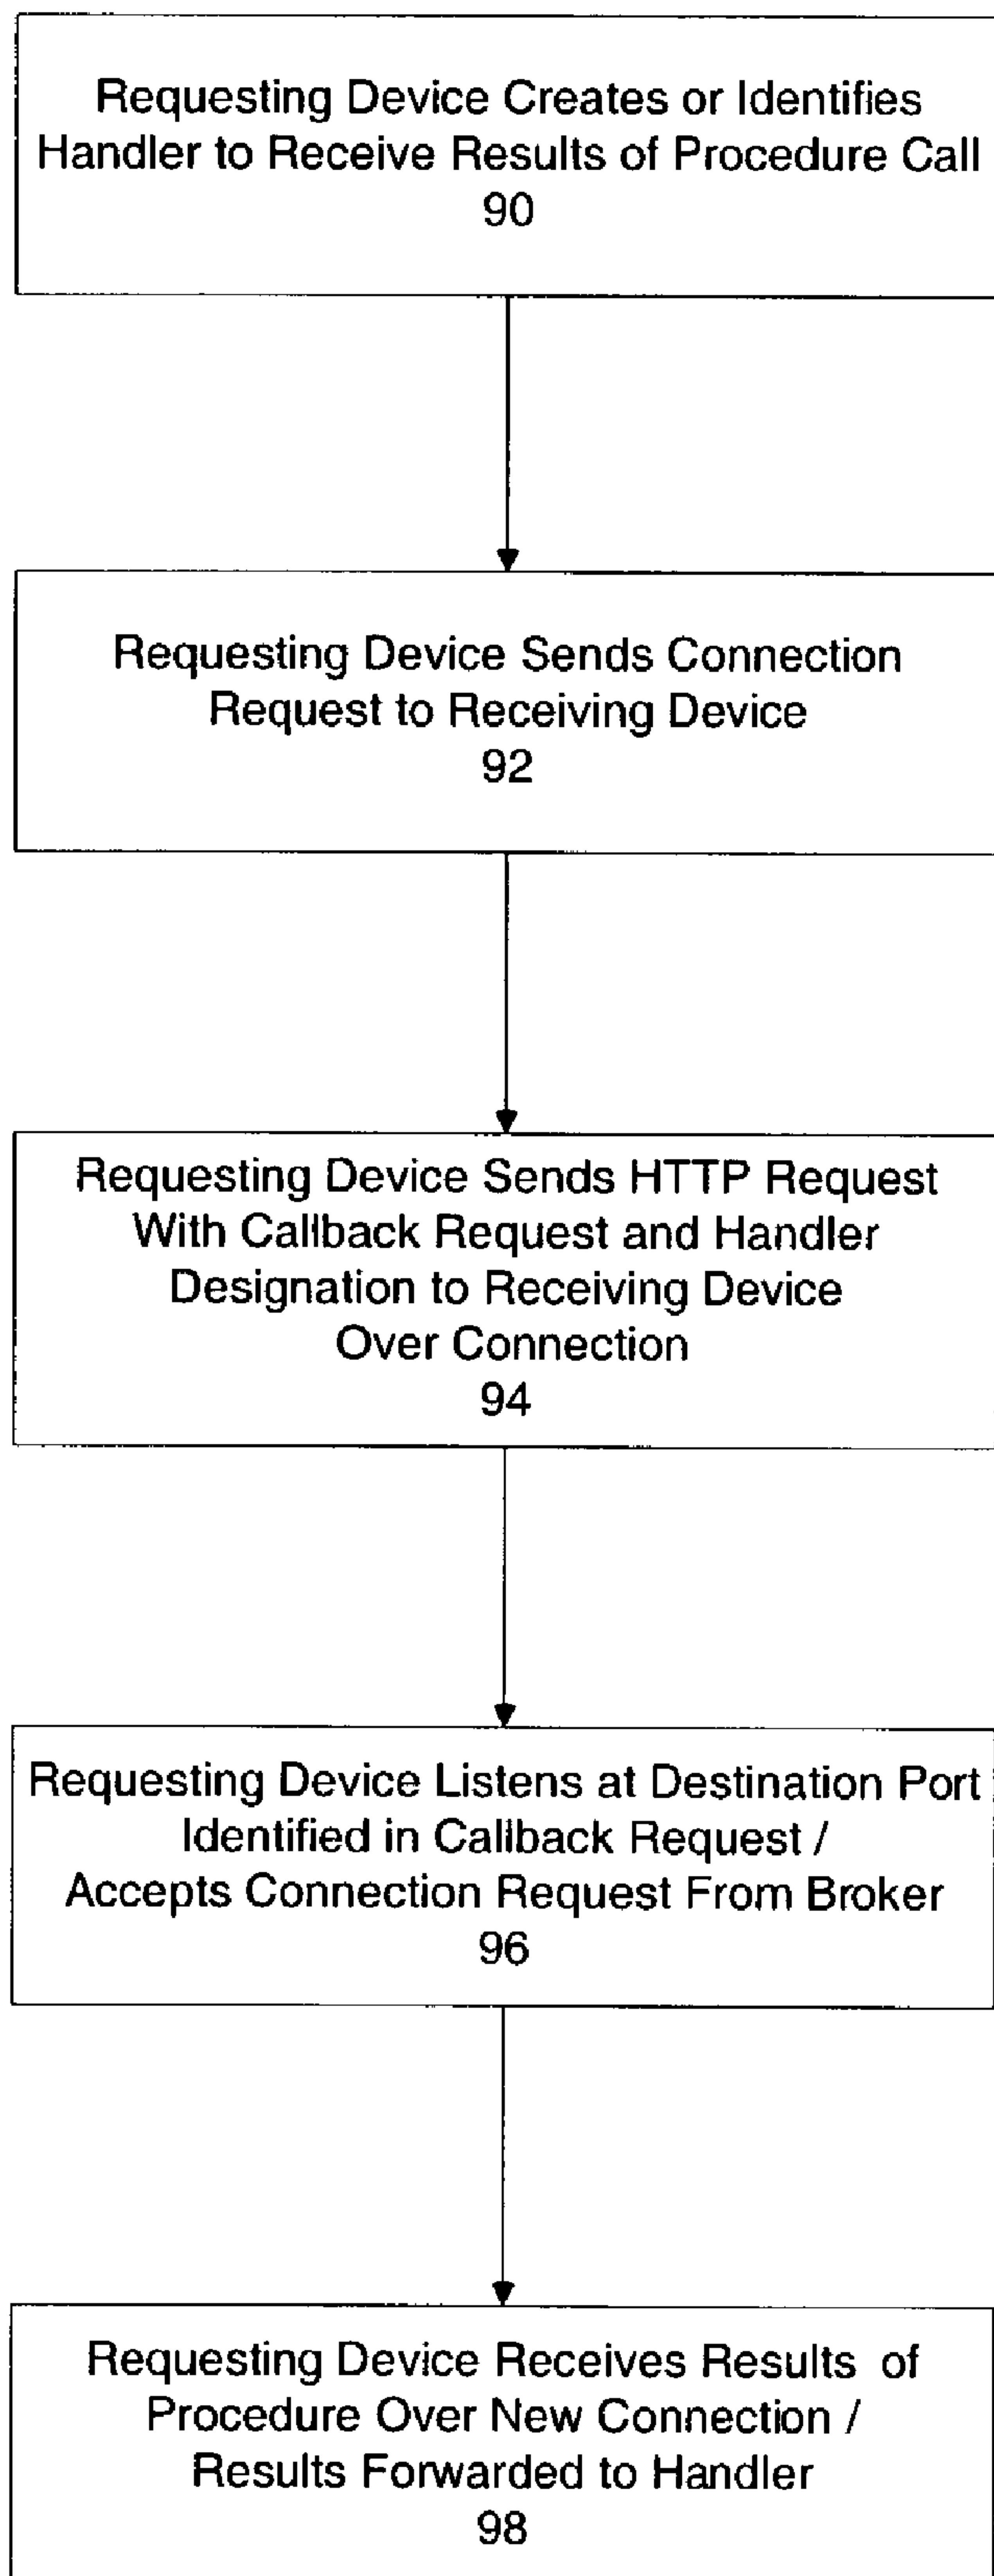 Requesting Device Creates or Identifies
Handler to Receive Results of Procedure Call
90
Requesting Device Sends Connection
Request to Receiving Device
92
Requesting Device Sends HTTP Request
With Callback Request and Handler
Designation to Receiving Device
Over Connection
94
Requesting Device Listens at Destination Port
Identified in Callback Request /
Accepts Connection Request From Broker
96
Requesting Device Receives Results of
Procedure Over New Connection /
Results Forwarded to Handler
98